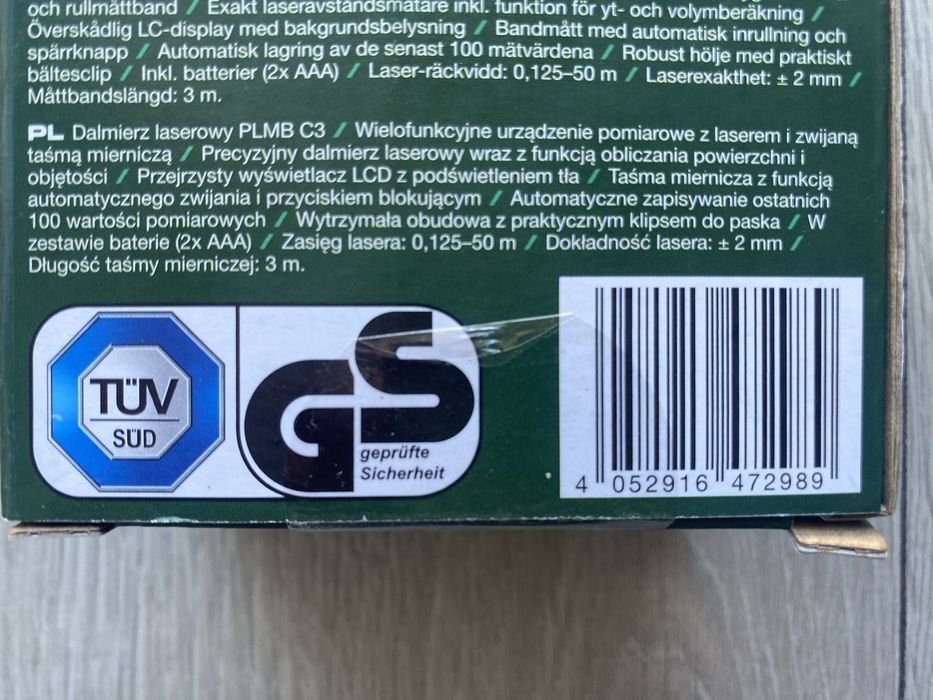 och rullmåttband / Exakt laseravståndsmätare inkl. funktion för yt- och volymberäkning /
Överskådlig LC-display med bakgrundsbelysning / Bandmått med automatisk inrullning och
spärrknapp / Automatisk lagring av de senast 100 mätvärdena / Robust hölje med praktiskt
bältesclip / Inkl. batterier (2x AAA) / Laser-räckvidd: 0,125–50 m / Laserexakthet: ± 2 mm /
Måttbandslängd: 3 m.
PL Dalmierz laserowy PLMB C3 / Wielofunkcyjne urządzenie pomiarowe z laserem i zwijaną
taśmą mierniczą / Precyzyjny dalmierz laserowy wraz z funkcją obliczania powierzchni i
objętości / Przejrzysty wyświetlacz LCD z podświetleniem tła / Taśma miernicza z funkcją
automatycznego zwijania i przyciskiem blokującym / Automatyczne zapisywanie ostatnich
100 wartości pomiarowych / Wytrzymała obudowa z praktycznym klipsem do paska / W
zestawie baterie (2x AAA) / Zasięg lasera: 0,125–50 m / Dokładność lasera: ± 2 mm /
Długość taśmy mierniczej: 3 m.
TÜV
SÜD
GS
geprüfte
Sicherheit
4 052916 472989